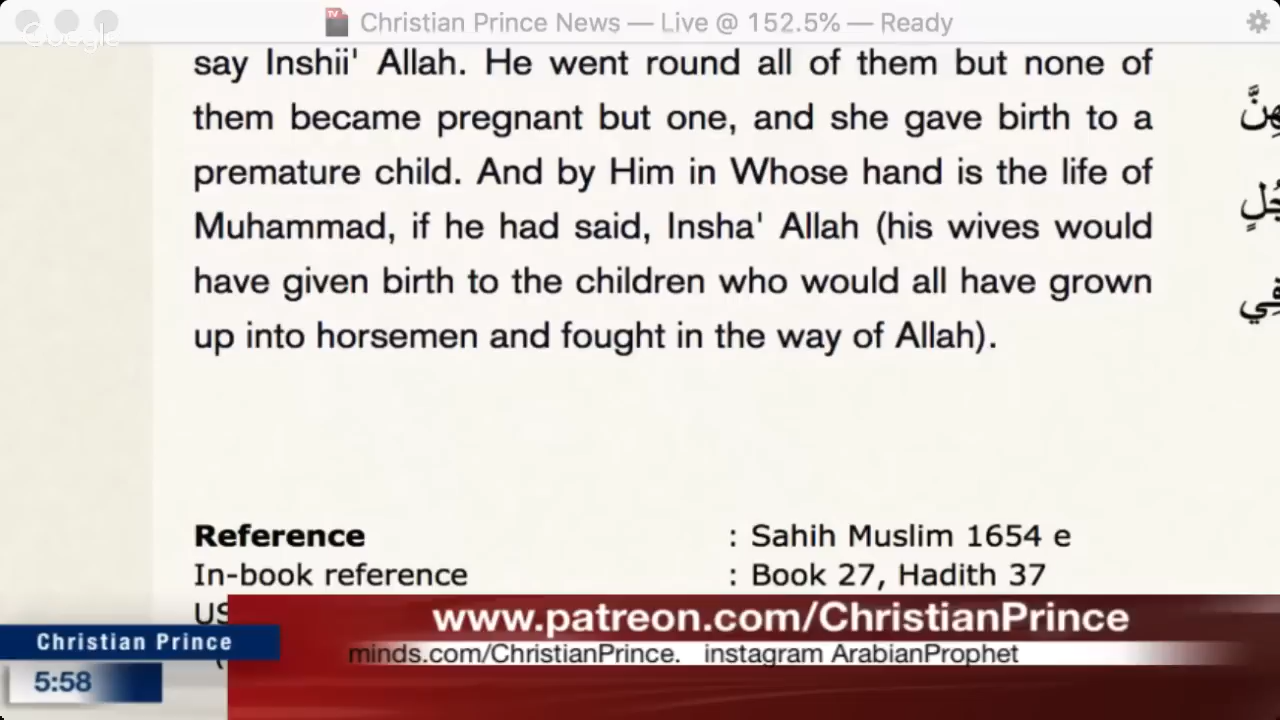 Christian Prince News — Live @ 152.5% — Ready
Google
say Inshii' Allah. He went round all of them but none of
them became pregnant but one, and she gave birth to a
premature child. And by Him in Whose hand is the life of
Muhammad, if he had said, Insha' Allah (his wives would
have given birth to the children who would all have grown
up into horsemen and fought in the way of Allah).
Reference : Sahih Muslim 1654 e
In-book reference : Book 27, Hadith 37
US
www.patreon.com/ChristianPrince
Christian Prince
minds.com/ChristianPrince. instagram ArabianProphet
5:58